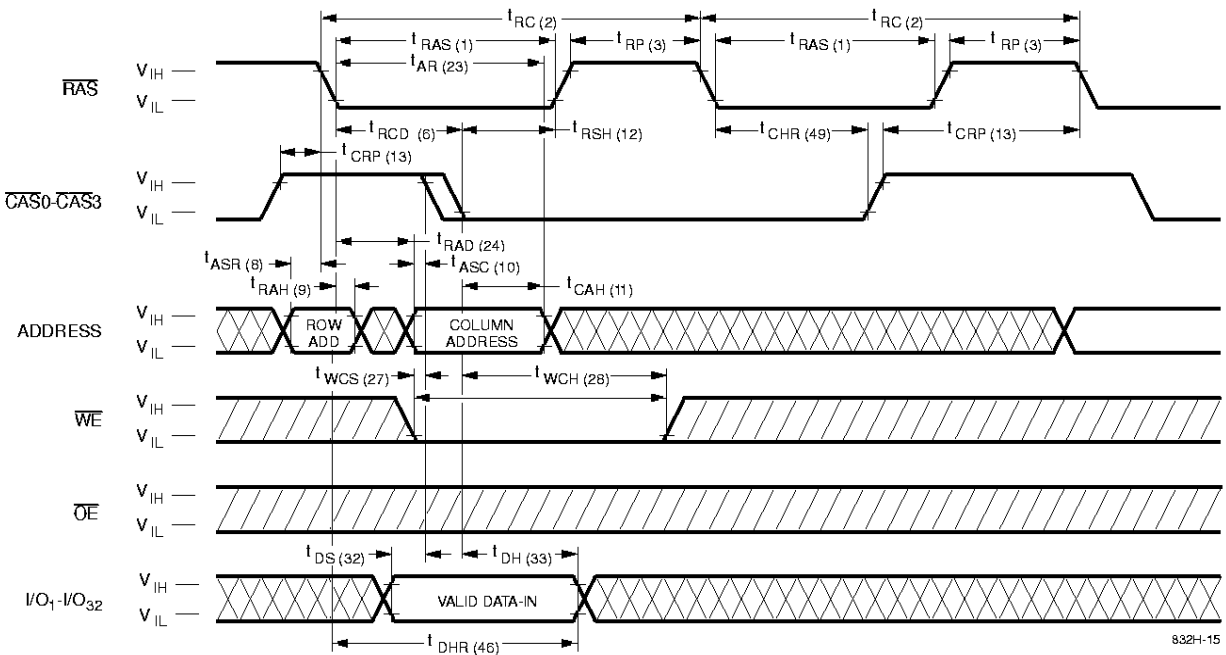 t RC (2) t RC (2)
t RAS (1) t RP (3) t RAS (1) t RP (3)
t AR (23)
RAS V IH V IL
t RCD (6) t RSH (12) t CHR (49) t CRP (13)
t CRP (13)
CAS0-CAS3 V IH V IL
t RAD (24)
t ASR (8) t ASC (10)
t RAH (9) t CAH (11)
ADDRESS V IH V IL
ROW ADD
COLUMN ADDRESS
t WCS (27) t WCH (28)
WE V IH V IL
OE V IH V IL
t DS (32) t DH (33)
I/O1-I/O32 V IH V IL
VALID DATA-IN
t DHR (46)
832H-15